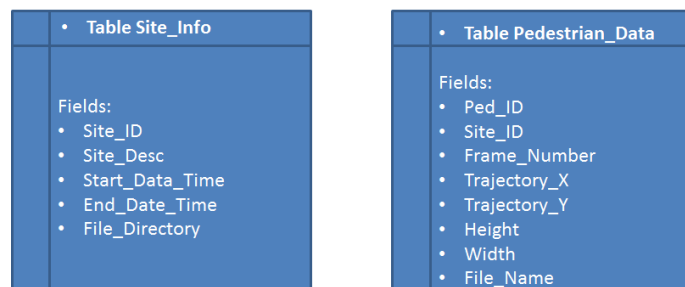 • Table Site_Info
Fields:
• Site_ID
• Site_Desc
• Start_Data_Time
• End_Date_Time
• File_Directory
• Table Pedestrian_Data
Fields:
• Ped_ID
• Site_ID
• Frame_Number
• Trajectory_X
• Trajectory_Y
• Height
• Width
• File_Name